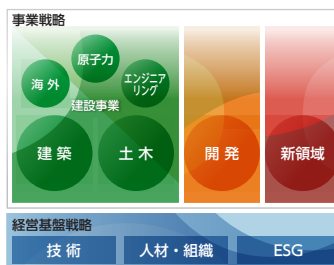 事業戦略
原子力
海外
エンジニア
リング
建設事業
建築
土木
開発
新領域
経営基盤戦略
技術
人材・組織
ESG